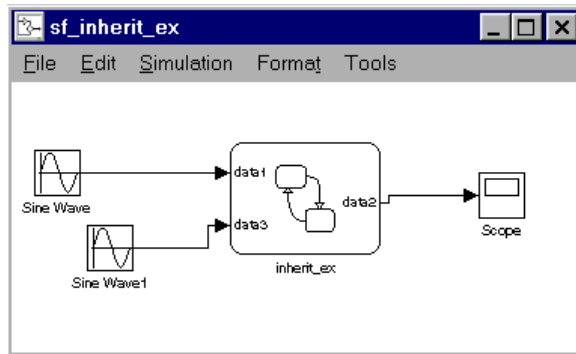 sf_inherit_ex
File Edit Simulation Format Tools
data1
data3
data2
Sine Wave
Sine Wave1
inherit_ex
Scope